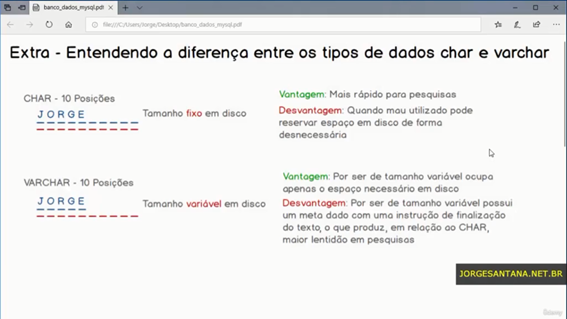 banco_dados_mysql.pdf
file:///C:/Users/Jorge/Desktop/banco_dados_mysql.pdf
Extra - Entendendo a diferença entre os tipos de dados char e varchar
CHAR - 10 Posições
JORGE
Tamanho fixo em disco
Vantagem: Mais rápido para pesquisas
Desvantagem: Quando mau utilizado pode
reservar espaço em disco de forma
desnecessária
VARCHAR - 10 Posições
JORGE
Tamanho variável em disco
Vantagem: Por ser de tamanho variável ocupa
apenas o espaço necessário em disco
Desvantagem: Por ser de tamanho variável possui
um meta dado com uma instrução de finalização
do texto, o que produz, em relação ao CHAR,
maior lentidão em pesquisas
JORGESANTANA.NET.BR
Udemy